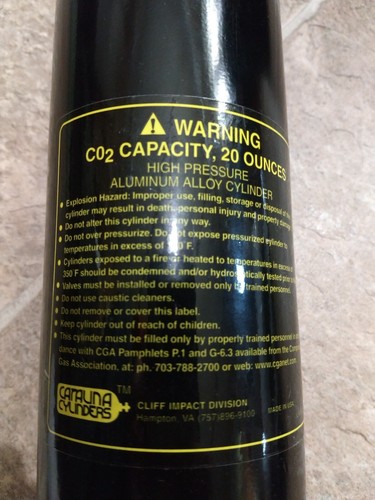 ⚠ WARNING
CO2 CAPACITY, 20 OUNCES
HIGH PRESSURE
ALUMINUM ALLOY CYLINDER
• Explosion Hazard: Improper use, filling, storage or disposal of
cylinder may result in death, personal injury and property damage
• Do not alter this cylinder in any way.
• Do not over pressurize. Do not expose pressurized cylinder to
temperatures in excess of F.
• Cylinders exposed to a fire or heated to temperatures in excess of
350 F should be condemned and/or hydrostatically tested prior
• Valves must be installed or removed only by trained personnel.
• Do not use caustic cleaners.
• Do not remove or cover this label.
• Keep cylinder out of reach of children.
• This cylinder must be filled only by properly trained personnel in
dance with CGA Pamphlets P.1 and G-6.3 available from the
Gas Association. at: ph. 703-788-2700 or web: www.cganet
CATALINA
CYLINDERS
TM
CLIFF IMPACT DIVISION
Hampton, VA (757)896-9100
MADE IN USA